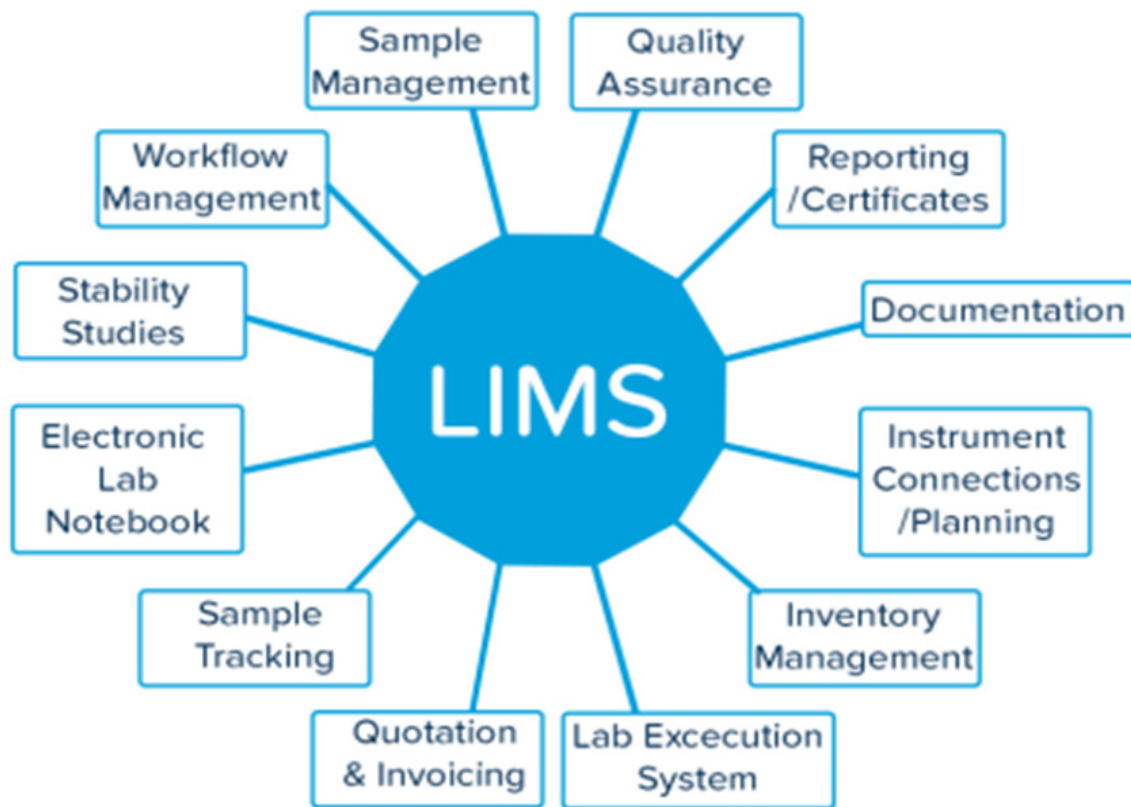 Sample
Management
Quality
Assurance
Workflow
Management
Reporting
/Certificates
Stability
Studies
Documentation
LIMS
Electronic
Lab
Notebook
Instrument
Connections
/Planning
Sample
Tracking
Inventory
Management
Quotation
& Invoicing
Lab Excecution
System